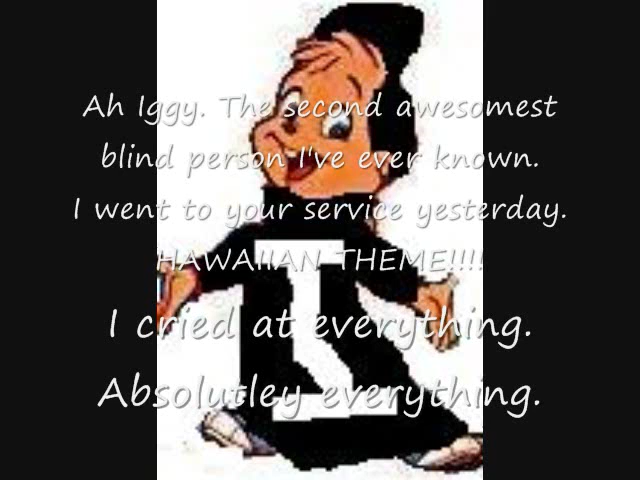 Ah Iggy. The second awesomest
blind person I've ever known.
I went to your service yesterday.
HAWAIIAN THEME!!!!
I cried at everything.
Absolutley everything.
I